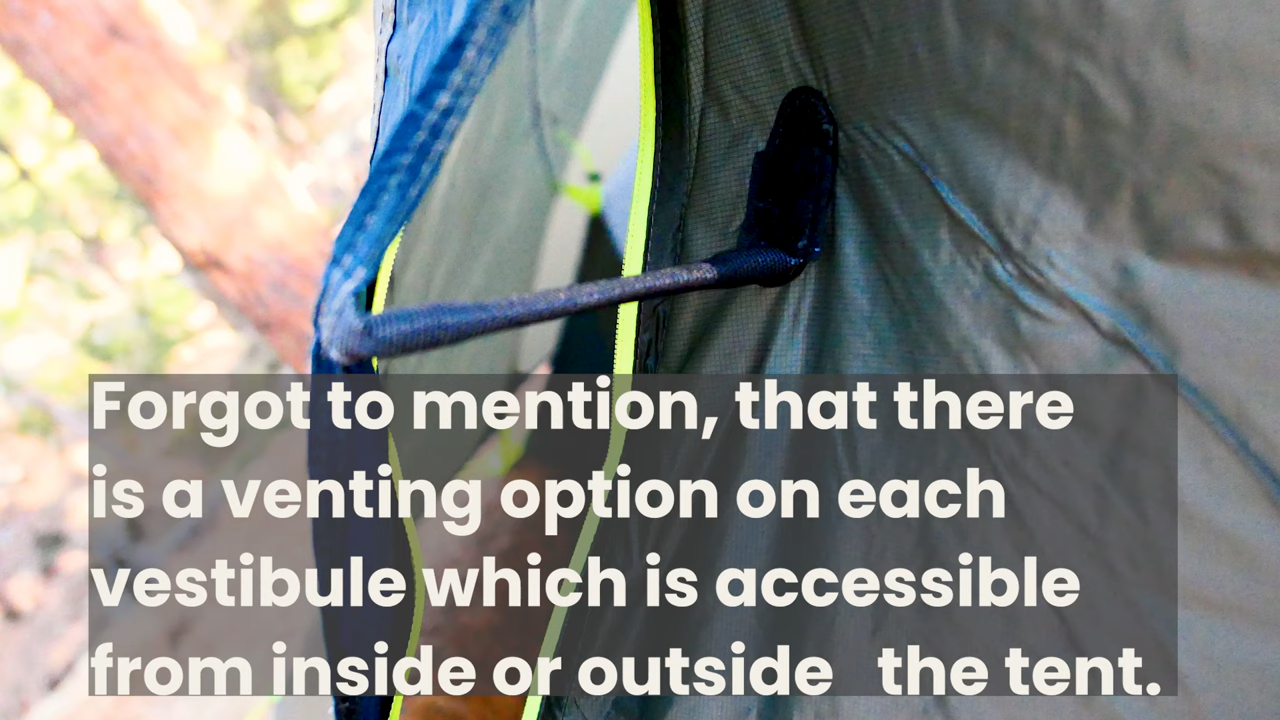 Forgot to mention, that there
is a venting option on each
vestibule which is accessible
from inside or outside   the tent.